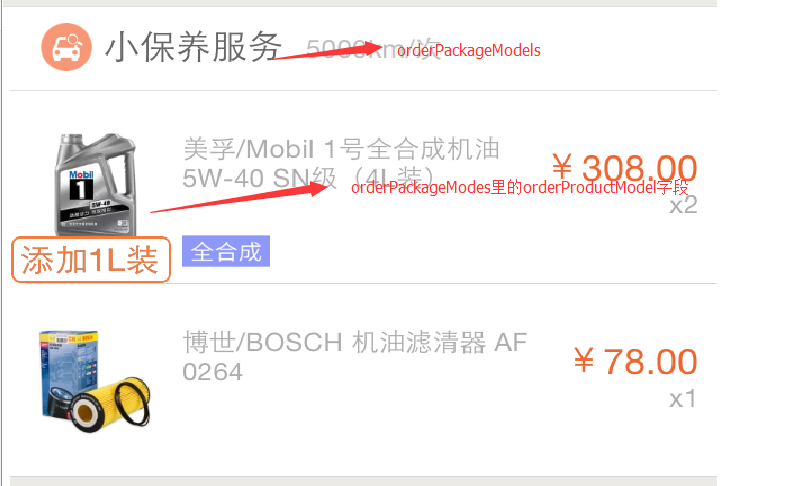 小保养服务 5000km/次
orderPackageModels
美孚/Mobil 1号全合成机油
5W-40 SN级（4L装）
￥308.00
orderPackageModes里的orderProductModel字段
x2
Mobil
1
5W-40
全合成
添加1L装
博世/BOSCH 机油滤清器 AF
0264
￥78.00
x1